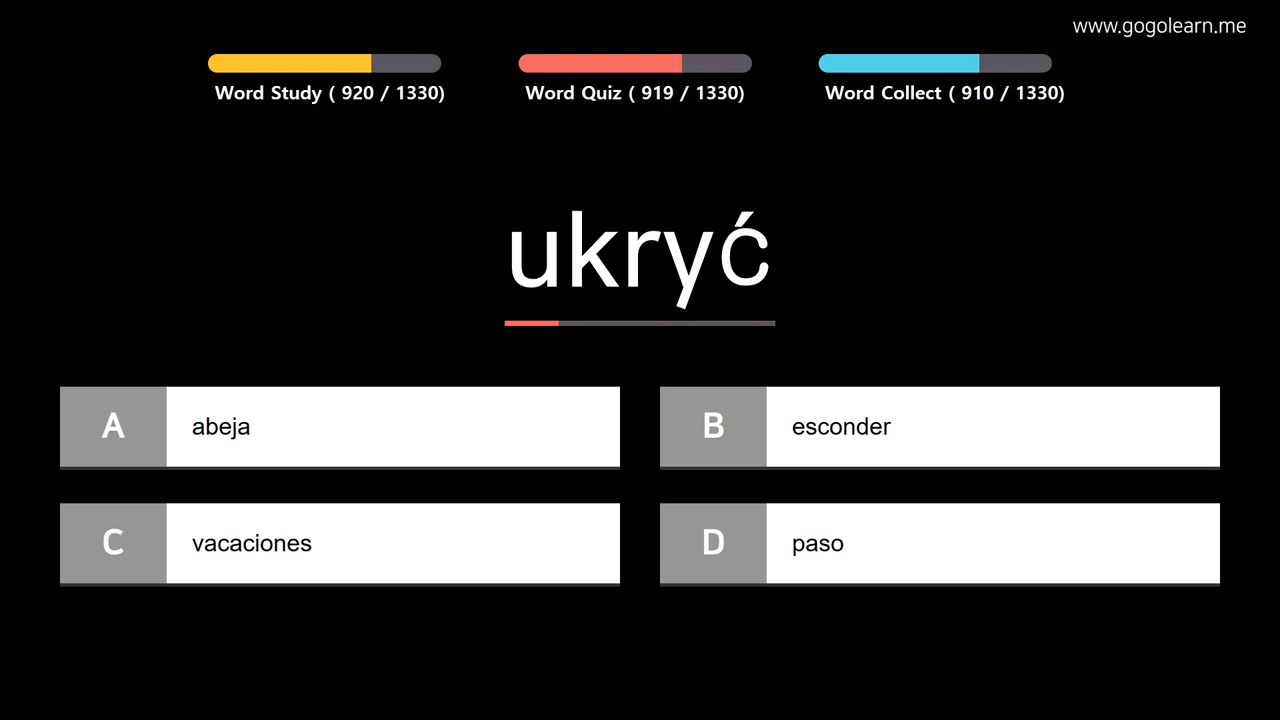 www.gogolearn.me
Word Study ( 920 / 1330)
Word Quiz ( 919 / 1330)
Word Collect ( 910 / 1330)
ukryć
A abeja
B esconder
C vacaciones
D paso